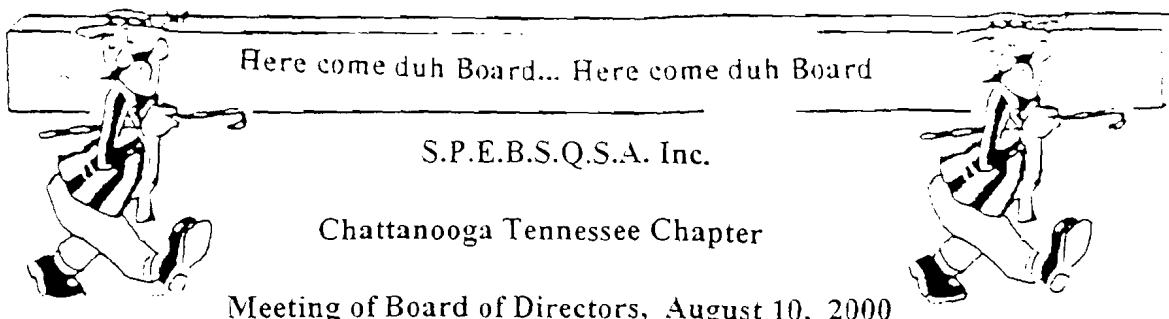 Here come duh Board... Here come duh Board
S.P.E.B.S.Q.S.A. Inc.
Chattanooga Tennessee Chapter
Meeting of Board of Directors, August 10, 2000